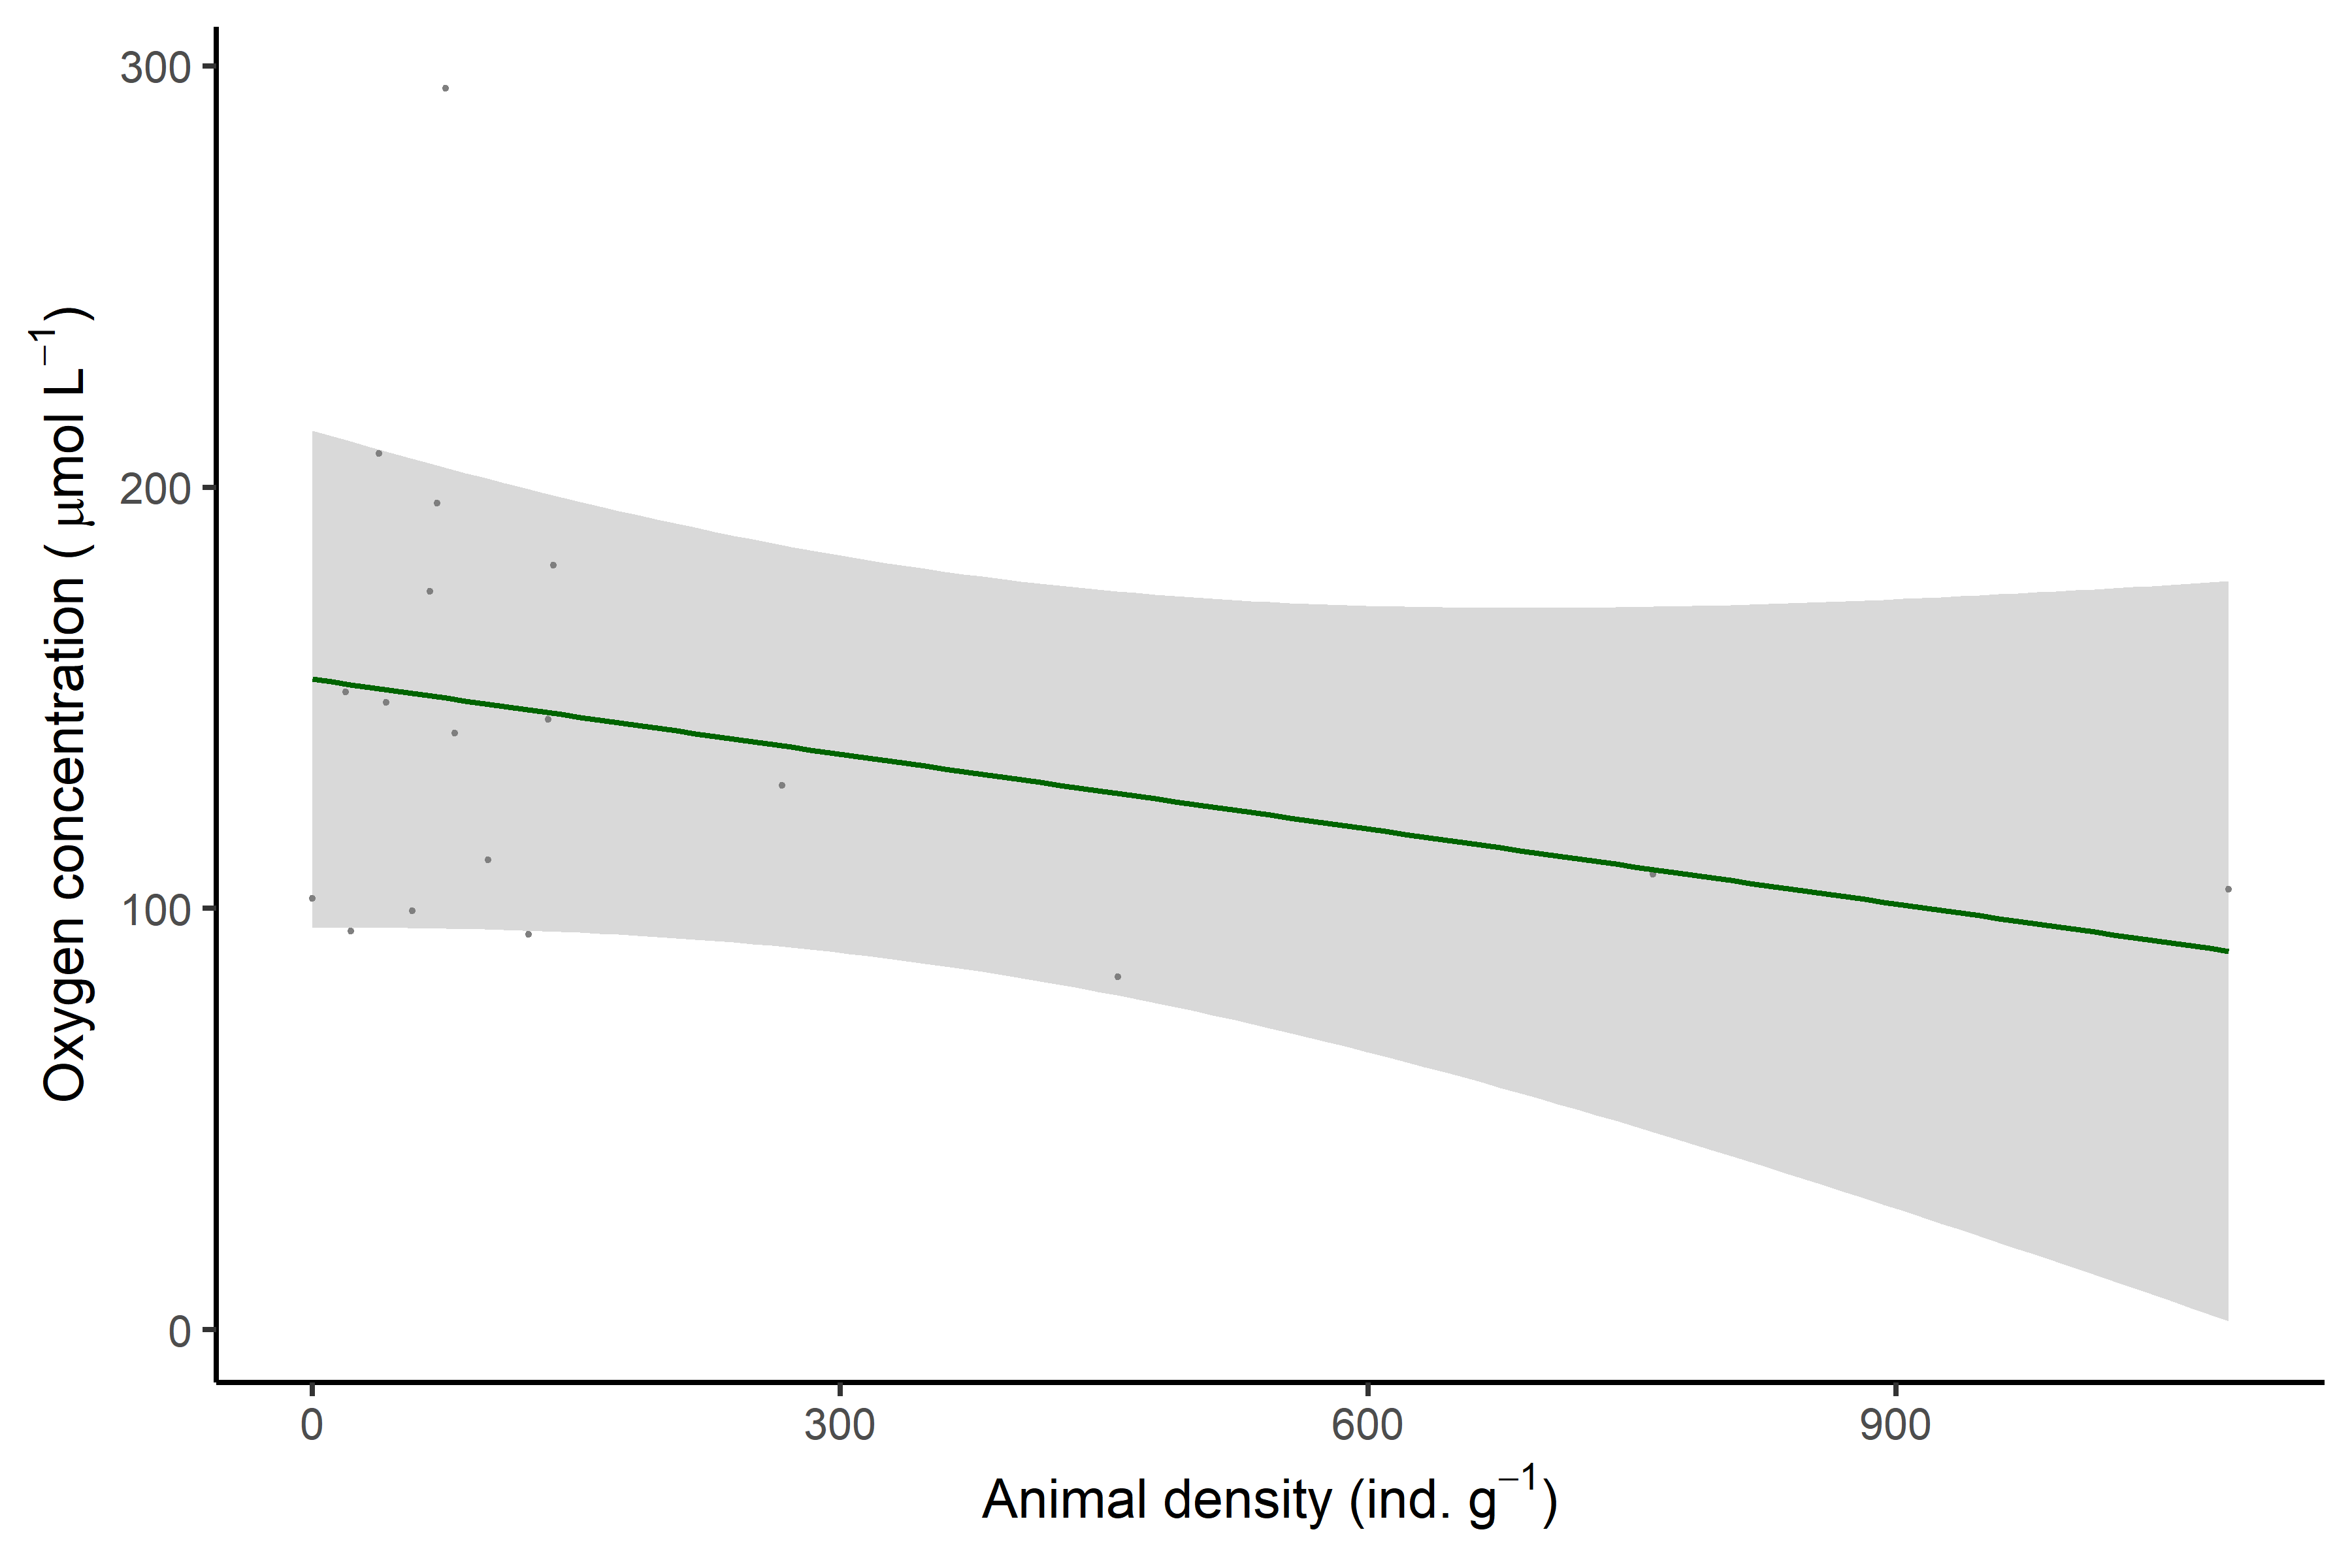 300
200
100
0
Oxygen concentration ( μmol L⁻¹)
0 300 600 900
Animal density (ind. g⁻¹)